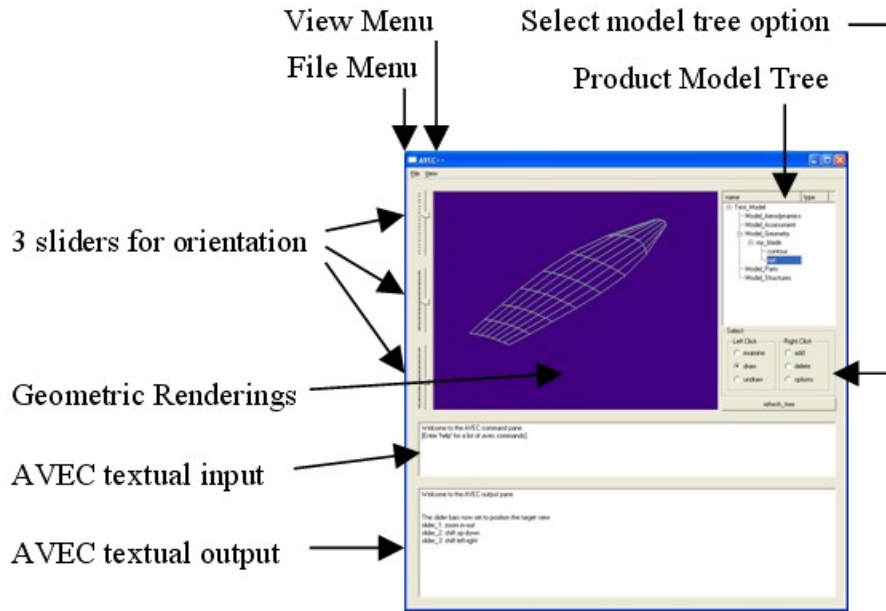 View Menu
Select model tree option
File Menu
Product Model Tree
AVEC++
File View
3 sliders for orientation
name type
Test_Model
Model_Aerodynamics
Model_Assessment
Model_Geometry
my_blade
contour
net
Model_Parts
Model_Structures
Select
Left Click
Right Click
examine
add
draw
delete
undraw
options
Geometric Renderings
refresh_tree
Welcome to the AVEC command pane
[Enter 'help' for a list of avec commands]
AVEC textual input
Welcome to the AVEC output pane
The slider bars now set to position the target view
slider_1: zoom in-out
slider_2: shift up-down
slider_3: shift left-right
AVEC textual output